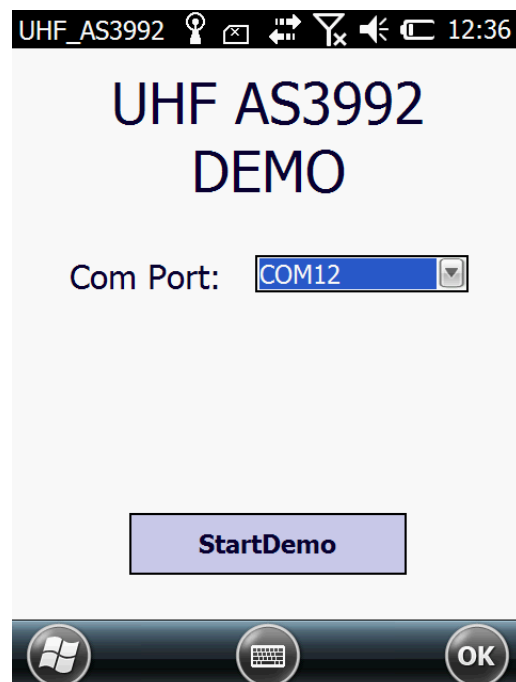 UHF_AS3992 12:36
UHF AS3992
DEMO
Com Port: COM12
StartDemo
OK